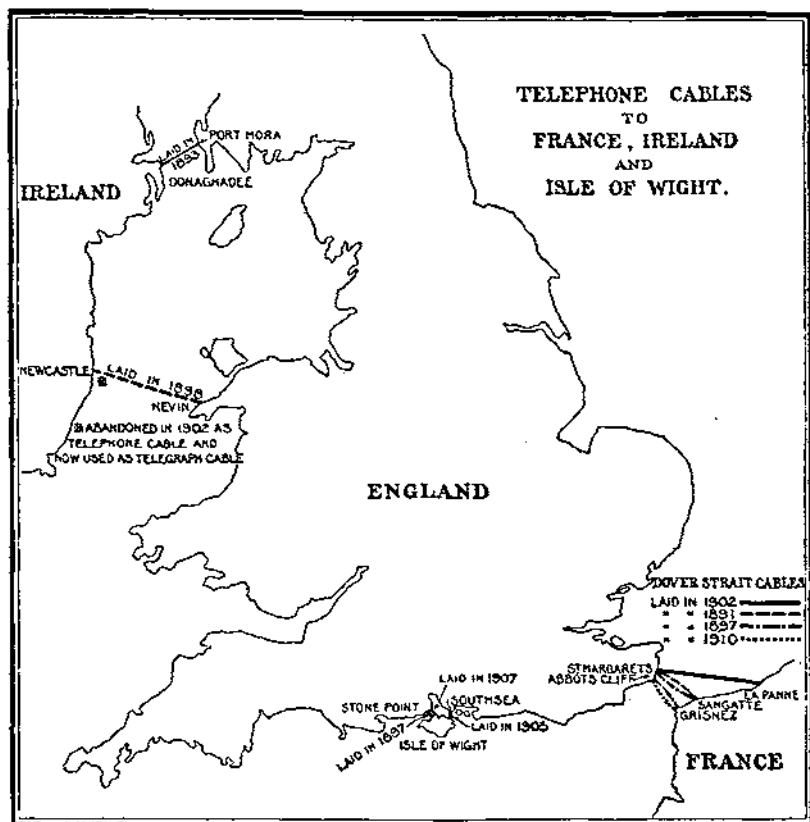 TELEPHONE CABLES
TO
FRANCE, IRELAND
AND
ISLE OF WIGHT.
PORT MORA
LAID IN
1893
DONAGHADEE
IRELAND
NEWCASTLE
LAID IN 1898
NEVIN
ABANDONED IN 1902 AS
TELEPHONE CABLE AND
NOW USED AS TELEGRAPH CABLE
ENGLAND
DOVER STRAIT CABLES
LAID IN 1902
" " 1891
" " 1897
" " 1910
ST MARGARETS
ABBOTS CLIFF
LA PANNE
SANGATTE
GRISNEZ
LAID IN 1907
STONE POINT
SOUTHSEA
LAID IN 1897
LAID IN 1905
ISLE OF WIGHT
FRANCE